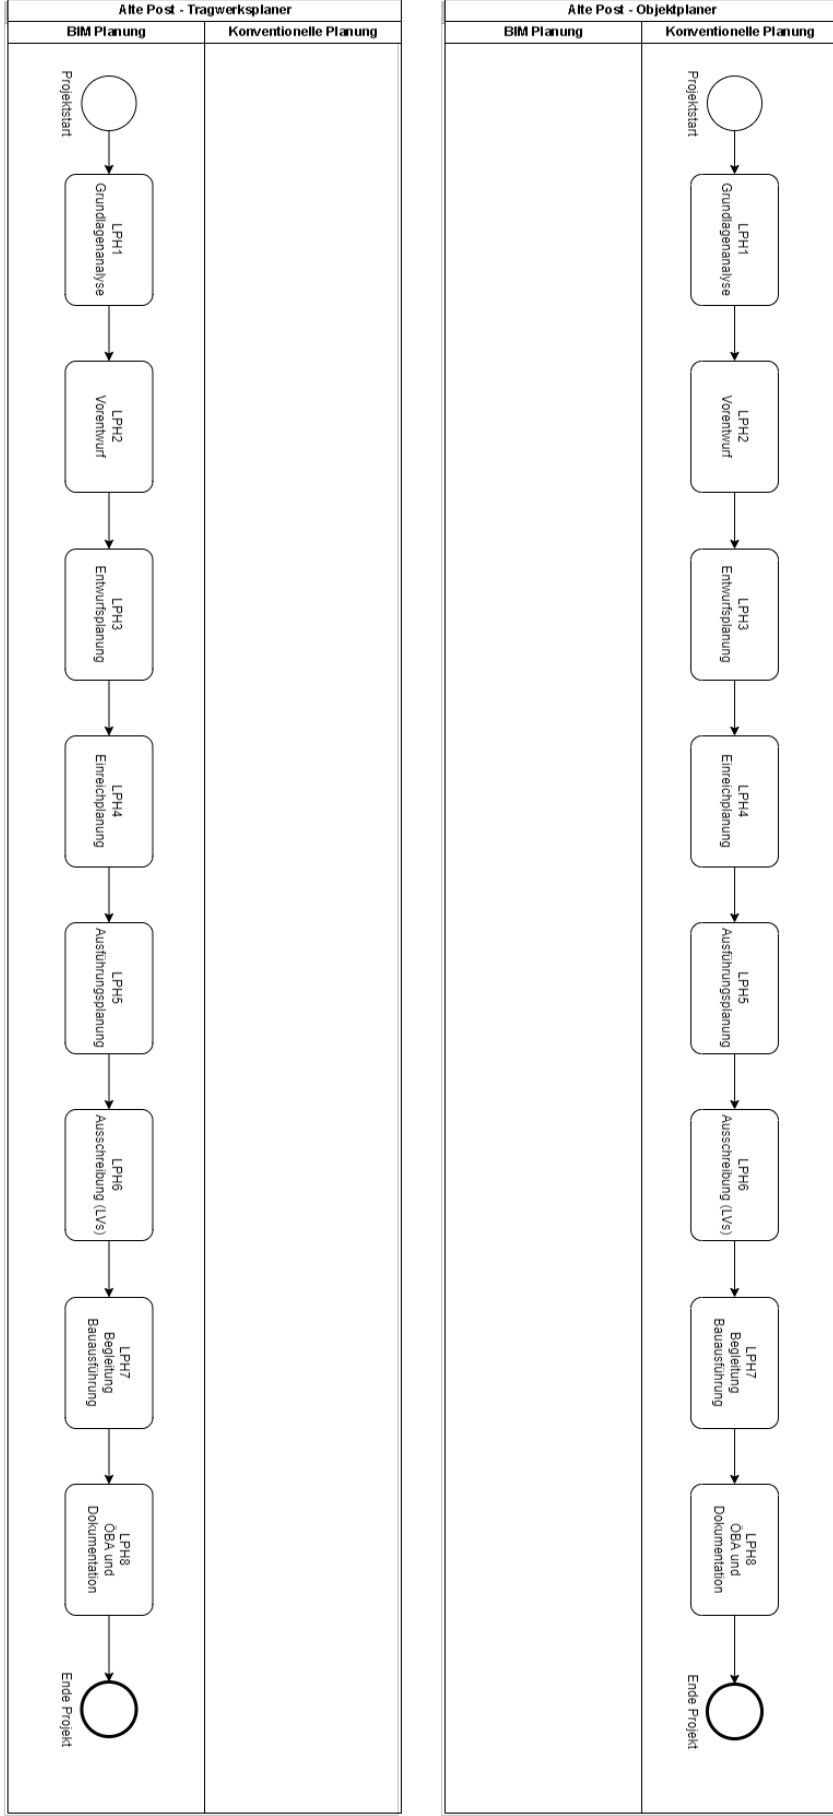 Alte Post - Tragwerksplaner
BIM Planung
Konventionelle Planung
Projektstart
LPH1
Grundlagenanalyse
LPH2
Vorentwurf
LPH3
Entwurfsplanung
LPH4
Einreichplanung
LPH5
Ausführungsplanung
LPH6
Ausschreibung (LVs)
LPH7
Begleitung
Bauausführung
LPH8
ÖBA und
Dokumentation
Ende Projekt
Alte Post - Objektplaner
BIM Planung
Konventionelle Planung
Projektstart
LPH1
Grundlagenanalyse
LPH2
Vorentwurf
LPH3
Entwurfsplanung
LPH4
Einreichplanung
LPH5
Ausführungsplanung
LPH6
Ausschreibung (LVs)
LPH7
Begleitung
Bauausführung
LPH8
ÖBA und
Dokumentation
Ende Projekt